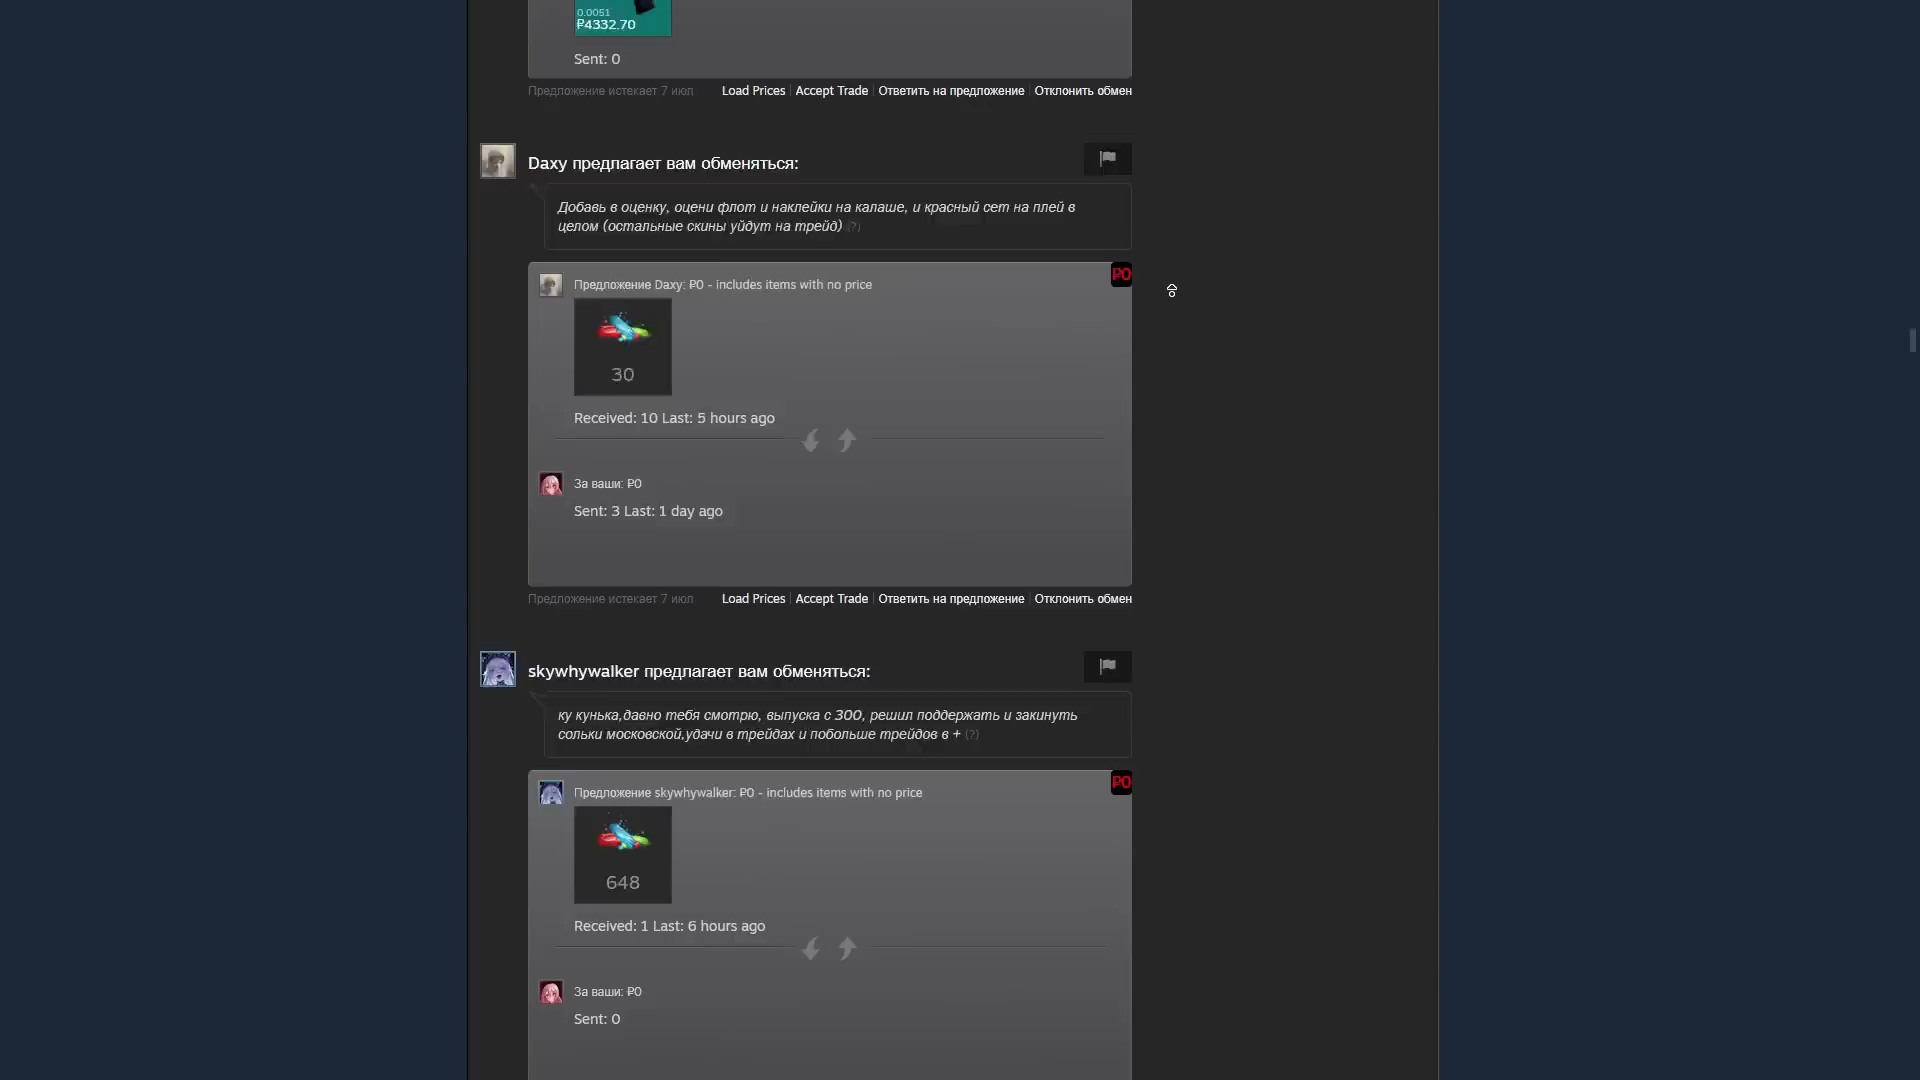 0.0051
₽4332.70
Sent: 0
Предложение истекает 7 июл
Load Prices | Accept Trade | Ответить на предложение | Отклонить обмен
Daxy предлагает вам обменяться:
Добавь в оценку, оцени флот и наклейки на калаше, и красный сет на плей в
целом (остальные скины уйдут на трейд) (?)
₽0
Предложение Daxy: ₽0 - includes items with no price
30
Received: 10 Last: 5 hours ago
За ваши: ₽0
Sent: 3 Last: 1 day ago
Предложение истекает 7 июл
Load Prices | Accept Trade | Ответить на предложение | Отклонить обмен
skywhywalker предлагает вам обменяться:
ку кунька,давно тебя смотрю, выпуска с 300, решил поддержать и закинуть
сольки московской,удачи в трейдах и побольше трейдов в + (?)
₽0
Предложение skywhywalker: ₽0 - includes items with no price
648
Received: 1 Last: 6 hours ago
За ваши: ₽0
Sent: 0